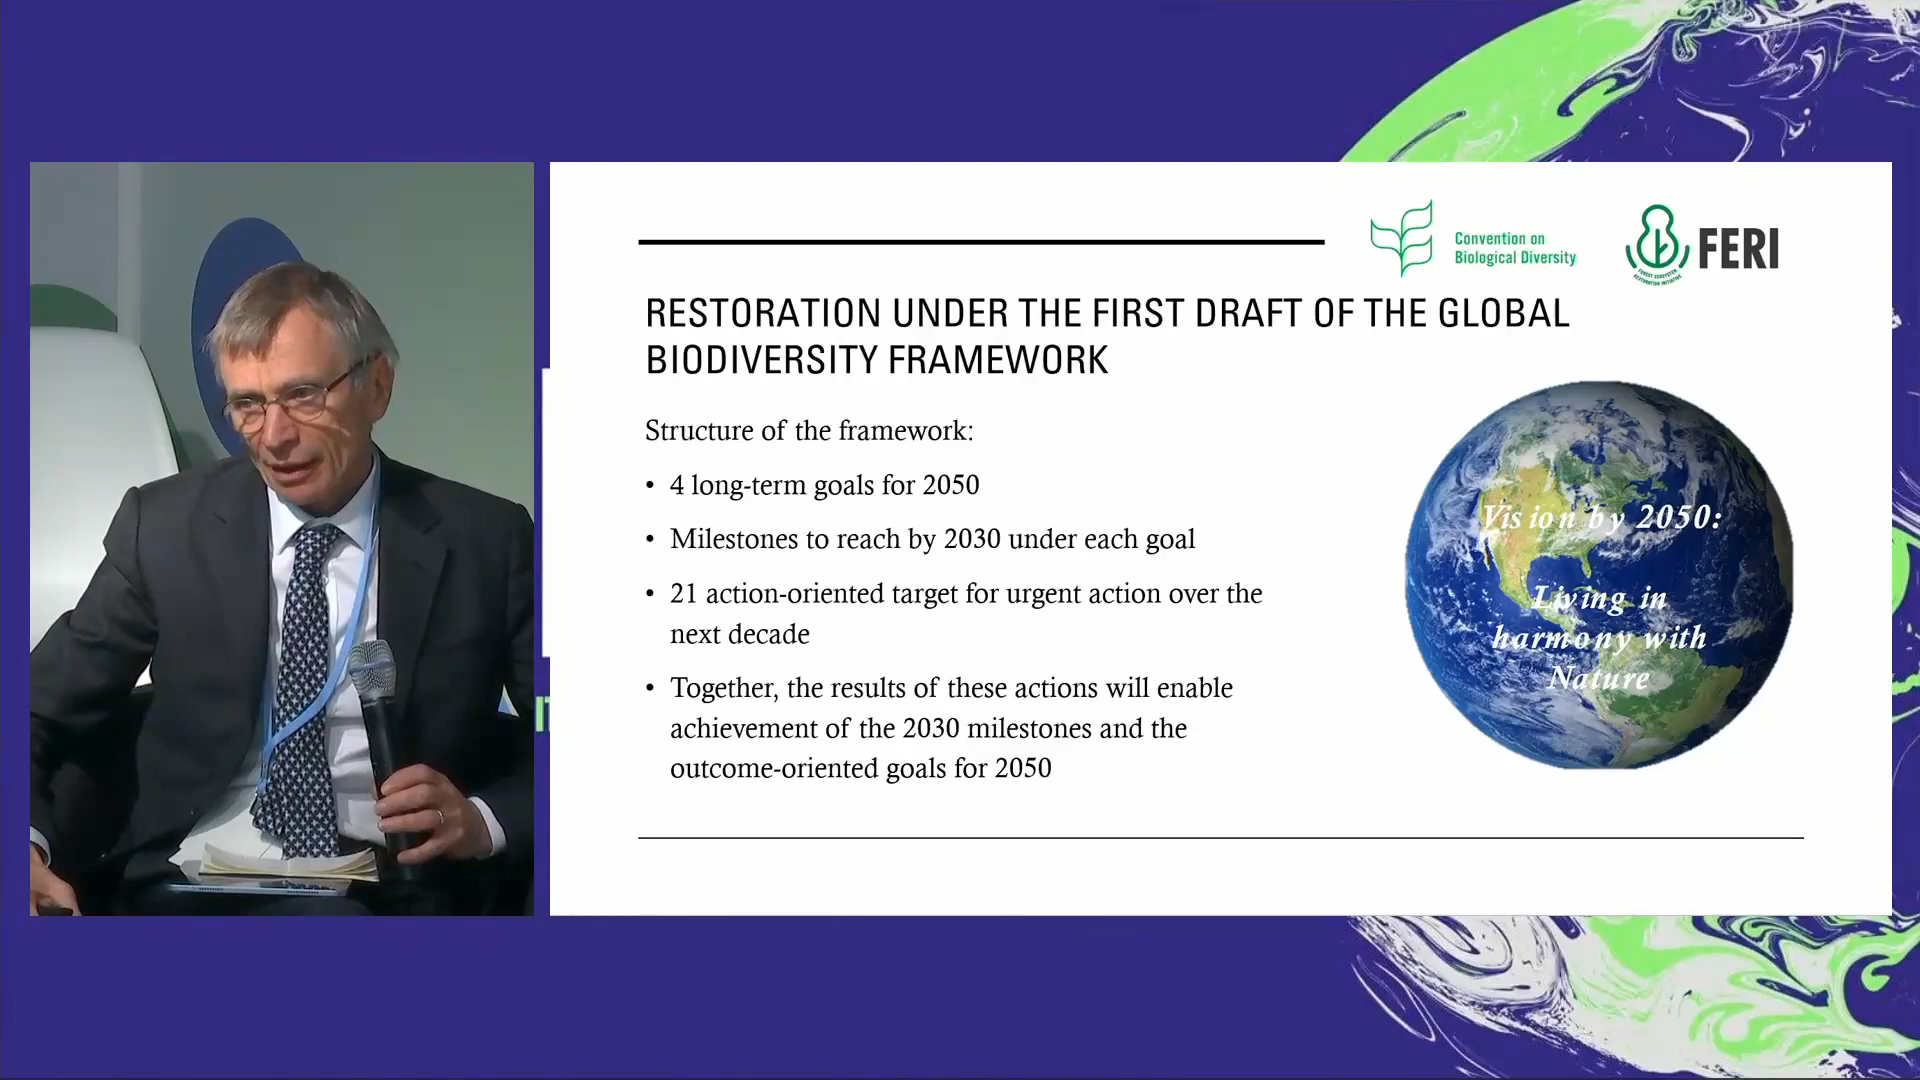 Convention on
Biological Diversity
FERI
RESTORATION UNDER THE FIRST DRAFT OF THE GLOBAL
BIODIVERSITY FRAMEWORK
Structure of the framework:
• 4 long-term goals for 2050
• Milestones to reach by 2030 under each goal
• 21 action-oriented target for urgent action over the
next decade
• Together, the results of these actions will enable
achievement of the 2030 milestones and the
outcome-oriented goals for 2050
Vision by 2050:
Living in
harmony with
Nature